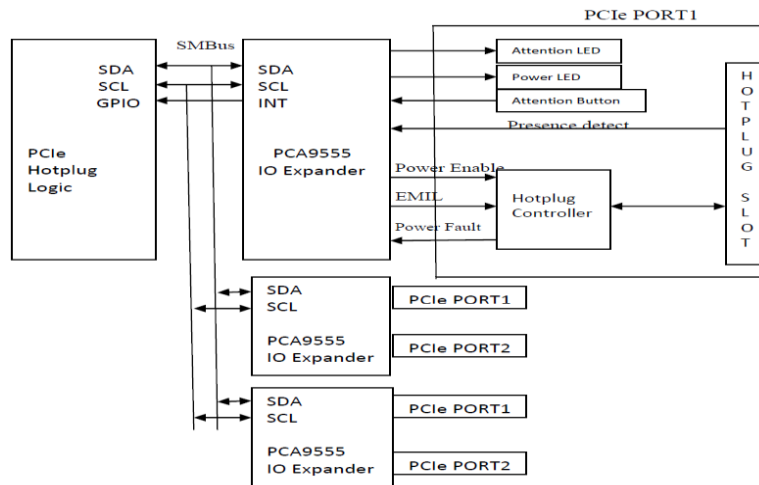 PCIe PORT1
SMBus
SDA
SCL
GPIO
PCIe
Hotplug
Logic
SDA
SCL
INT
PCA9555
IO Expander
Attention LED
Power LED
Attention Button
Presence detect
Power Enable
EMIL
Power Fault
Hotplug
Controller
HOTPLUG SLOT
SDA
SCL
PCA9555
IO Expander
PCIe PORT1
PCIe PORT2
SDA
SCL
PCA9555
IO Expander
PCIe PORT1
PCIe PORT2